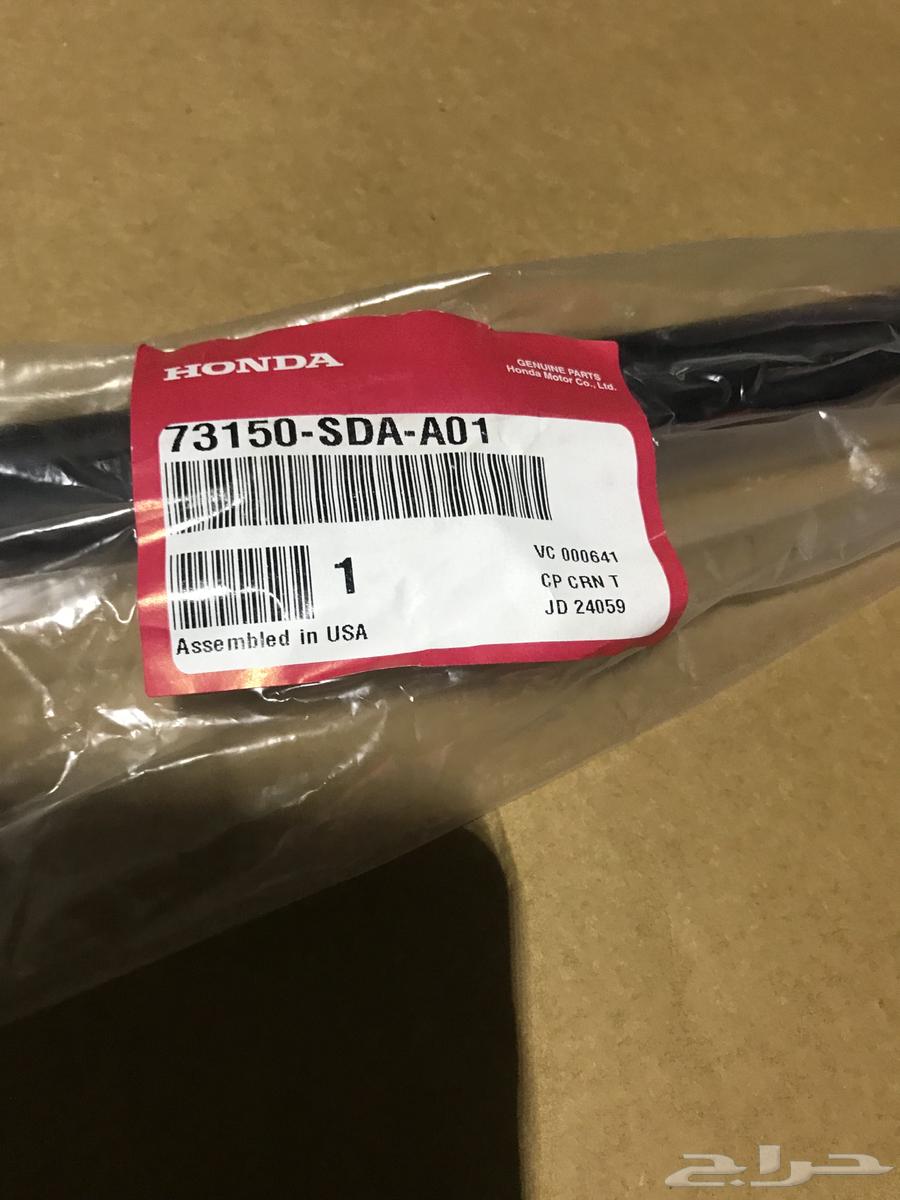 HONDA
GENUINE PARTS
Honda Motor Co., Ltd.
73150-SDA-A01
1
VC 000641
CP CRN T
JD 24059
Assembled in USA
حراج